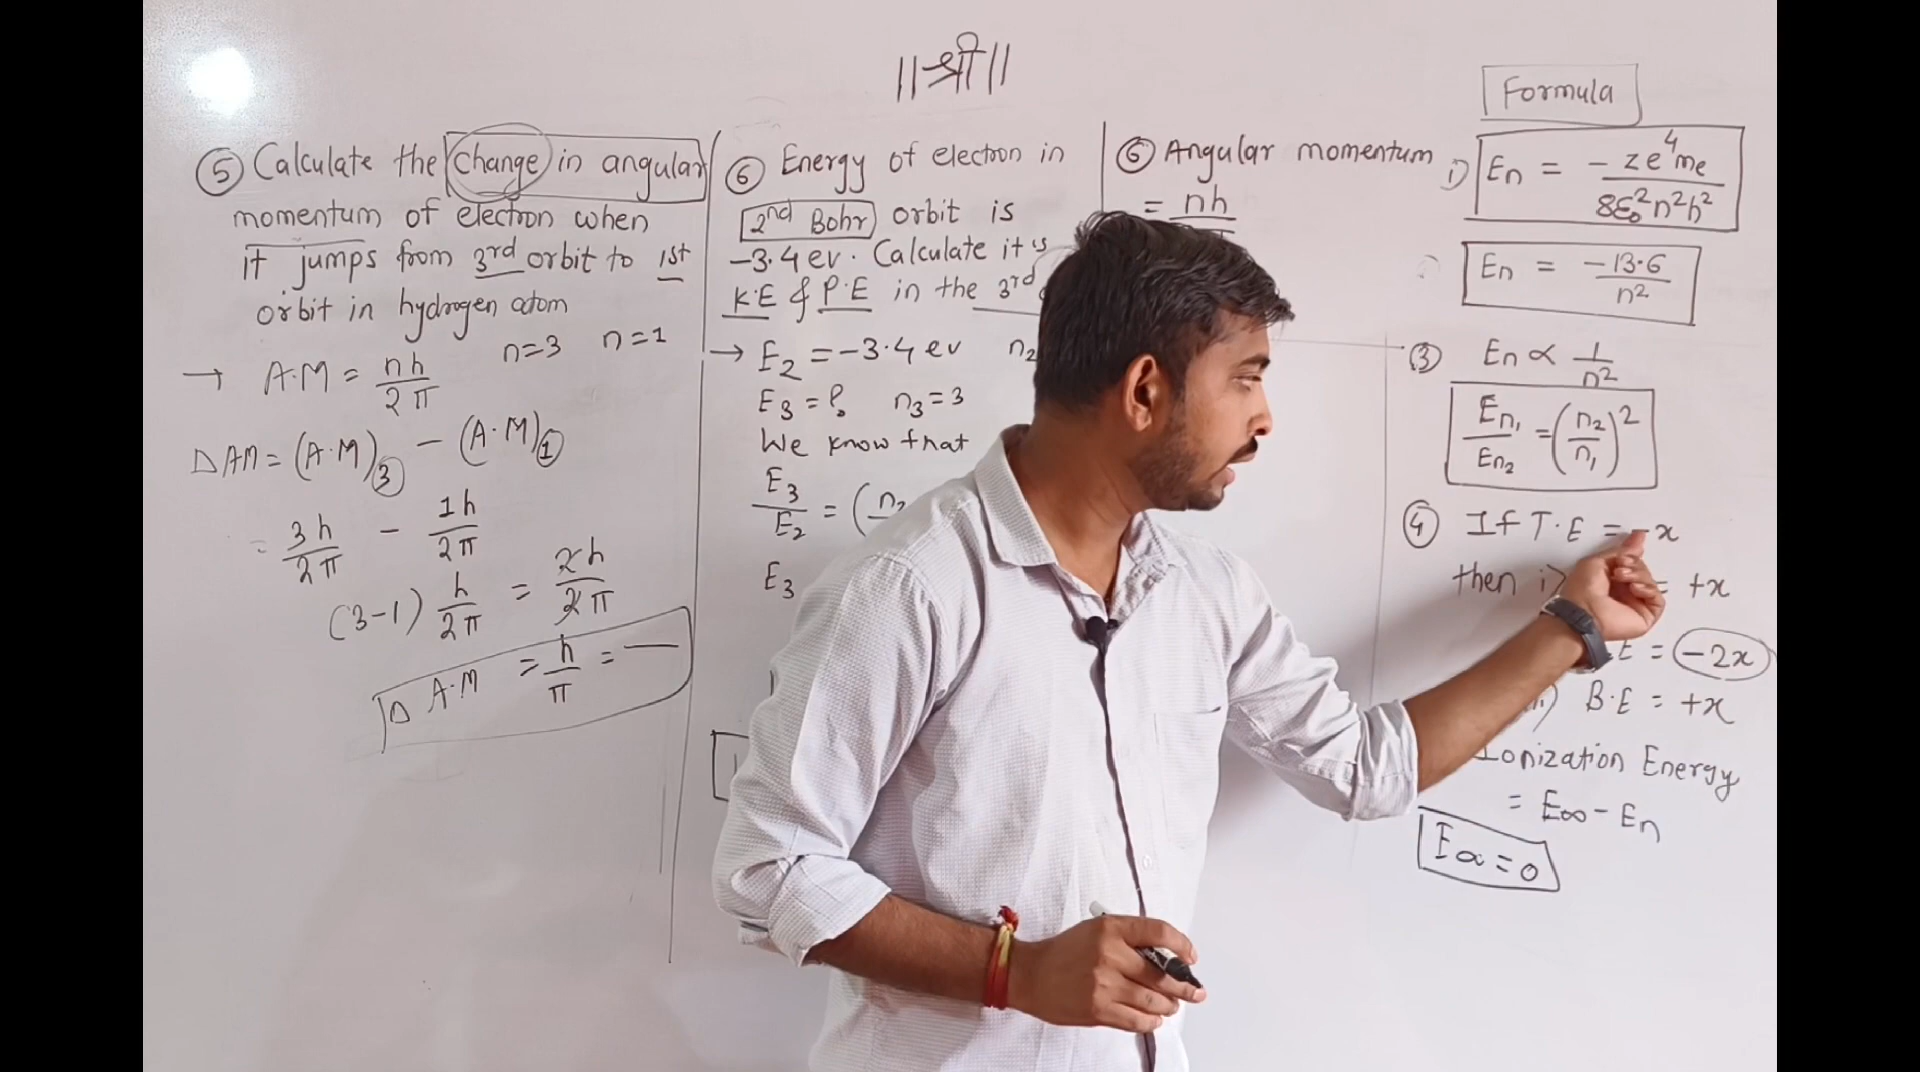 ||श्री||
⑤ Calculate the change in angular
momentum of electron when
it jumps from 3rd orbit to 1st
orbit in hydrogen atom
n=3 n=1
→ A.M = nh/2π
ΔAM = (A.M)③ - (A.M)①
= 3h/2π - 1h/2π
(3-1) h/2π = 2h/2π
Δ A.M = h/π = —
⑥ Energy of electron in
2nd Bohr orbit is
-3.4 ev. Calculate it's
K.E & P.E in the 3rd
→ E2 = -3.4 ev n2
E3 = ? n3 = 3
We know that
E3/E2 = (n2
E3
⑤ Angular momentum
= nh
Formula
1) En = -ze⁴me/8ε0²n²h²
En = -13.6/n²
③ En ∝ 1/n²
En1/En2 = (n2/n1)²
④ If T.E = -x
then i) = +x
E = -2x
B.E = +x
Ionization Energy
= E∞ - En
E∞ = 0